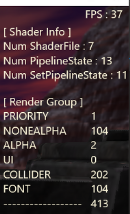 FPS : 37
[ Shader Info ]
Num ShaderFile : 7
Num PipelineState : 13
Num SetPipelineState : 11
[ Render Group ]
PRIORITY 1
NONEALPHA 104
ALPHA 2
UI 0
COLLIDER 202
FONT 104
------------------ 413